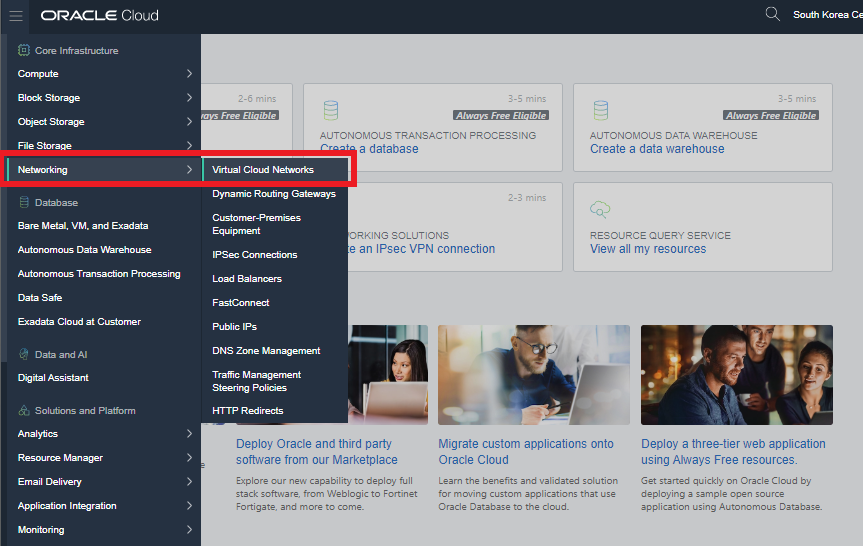 ORACLE Cloud
South Korea Ce
Core Infrastructure
Compute
Block Storage
Object Storage
File Storage
Networking
Database
Bare Metal, VM, and Exadata
Autonomous Data Warehouse
Autonomous Transaction Processing
Data Safe
Exadata Cloud at Customer
Data and AI
Digital Assistant
Solutions and Platform
Analytics
Resource Manager
Email Delivery
Application Integration
Monitoring
Virtual Cloud Networks
Dynamic Routing Gateways
Customer-Premises
Equipment
IPSec Connections
Load Balancers
FastConnect
Public IPs
DNS Zone Management
Traffic Management
Steering Policies
HTTP Redirects
2-6 mins
ways Free Eligible
3-5 mins
Always Free Eligible
AUTONOMOUS TRANSACTION PROCESSING
Create a database
3-5 mins
Always Free Eligible
AUTONOMOUS DATA WAREHOUSE
Create a data warehouse
2-3 mins
WORKING SOLUTIONS
te an IPsec VPN connection
RESOURCE QUERY SERVICE
View all my resources
Deploy Oracle and third party
software from our Marketplace
Explore our new capability to deploy full
stack software, from Weblogic to Fortinet
Fortigate, and more to come.
Migrate custom applications onto
Oracle Cloud
Learn the benefits and validated solution
for moving custom applications that use
Oracle Database to the cloud.
Deploy a three-tier web application
using Always Free resources.
Get started quickly on Oracle Cloud by
deploying a sample open source
application using Autonomous Database.